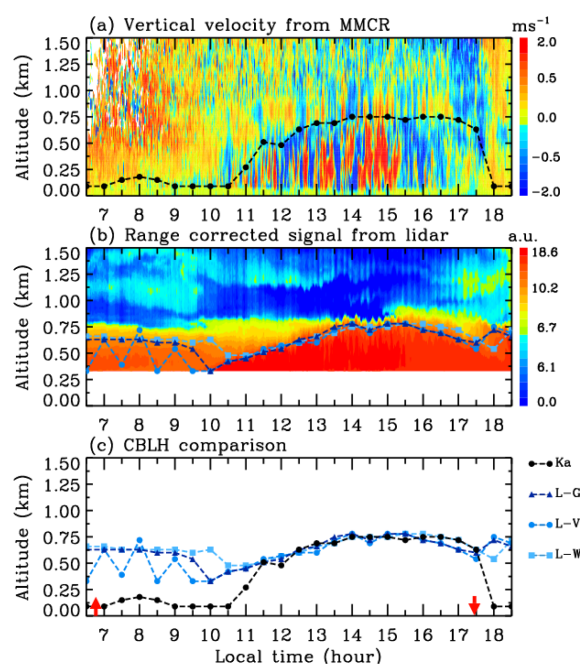 (a) Vertical velocity from MMCR
ms⁻¹
Altitude (km)
1.50
1.25
1.00
0.75
0.50
0.25
0.00
2.0
0.5
0.0
−0.5
−2.0
7 8 9 10 11 12 13 14 15 16 17 18
(b) Range corrected signal from lidar
a.u.
Altitude (km)
1.50
1.25
1.00
0.75
0.50
0.25
0.00
18.6
10.2
6.7
6.1
2.4
0.0
7 8 9 10 11 12 13 14 15 16 17 18
(c) CBLH comparison
Altitude (km)
1.50
1.25
1.00
0.75
0.50
0.25
0.00
Ka
L−G
L−V
L−W
7 8 9 10 11 12 13 14 15 16 17 18
Local time (hour)